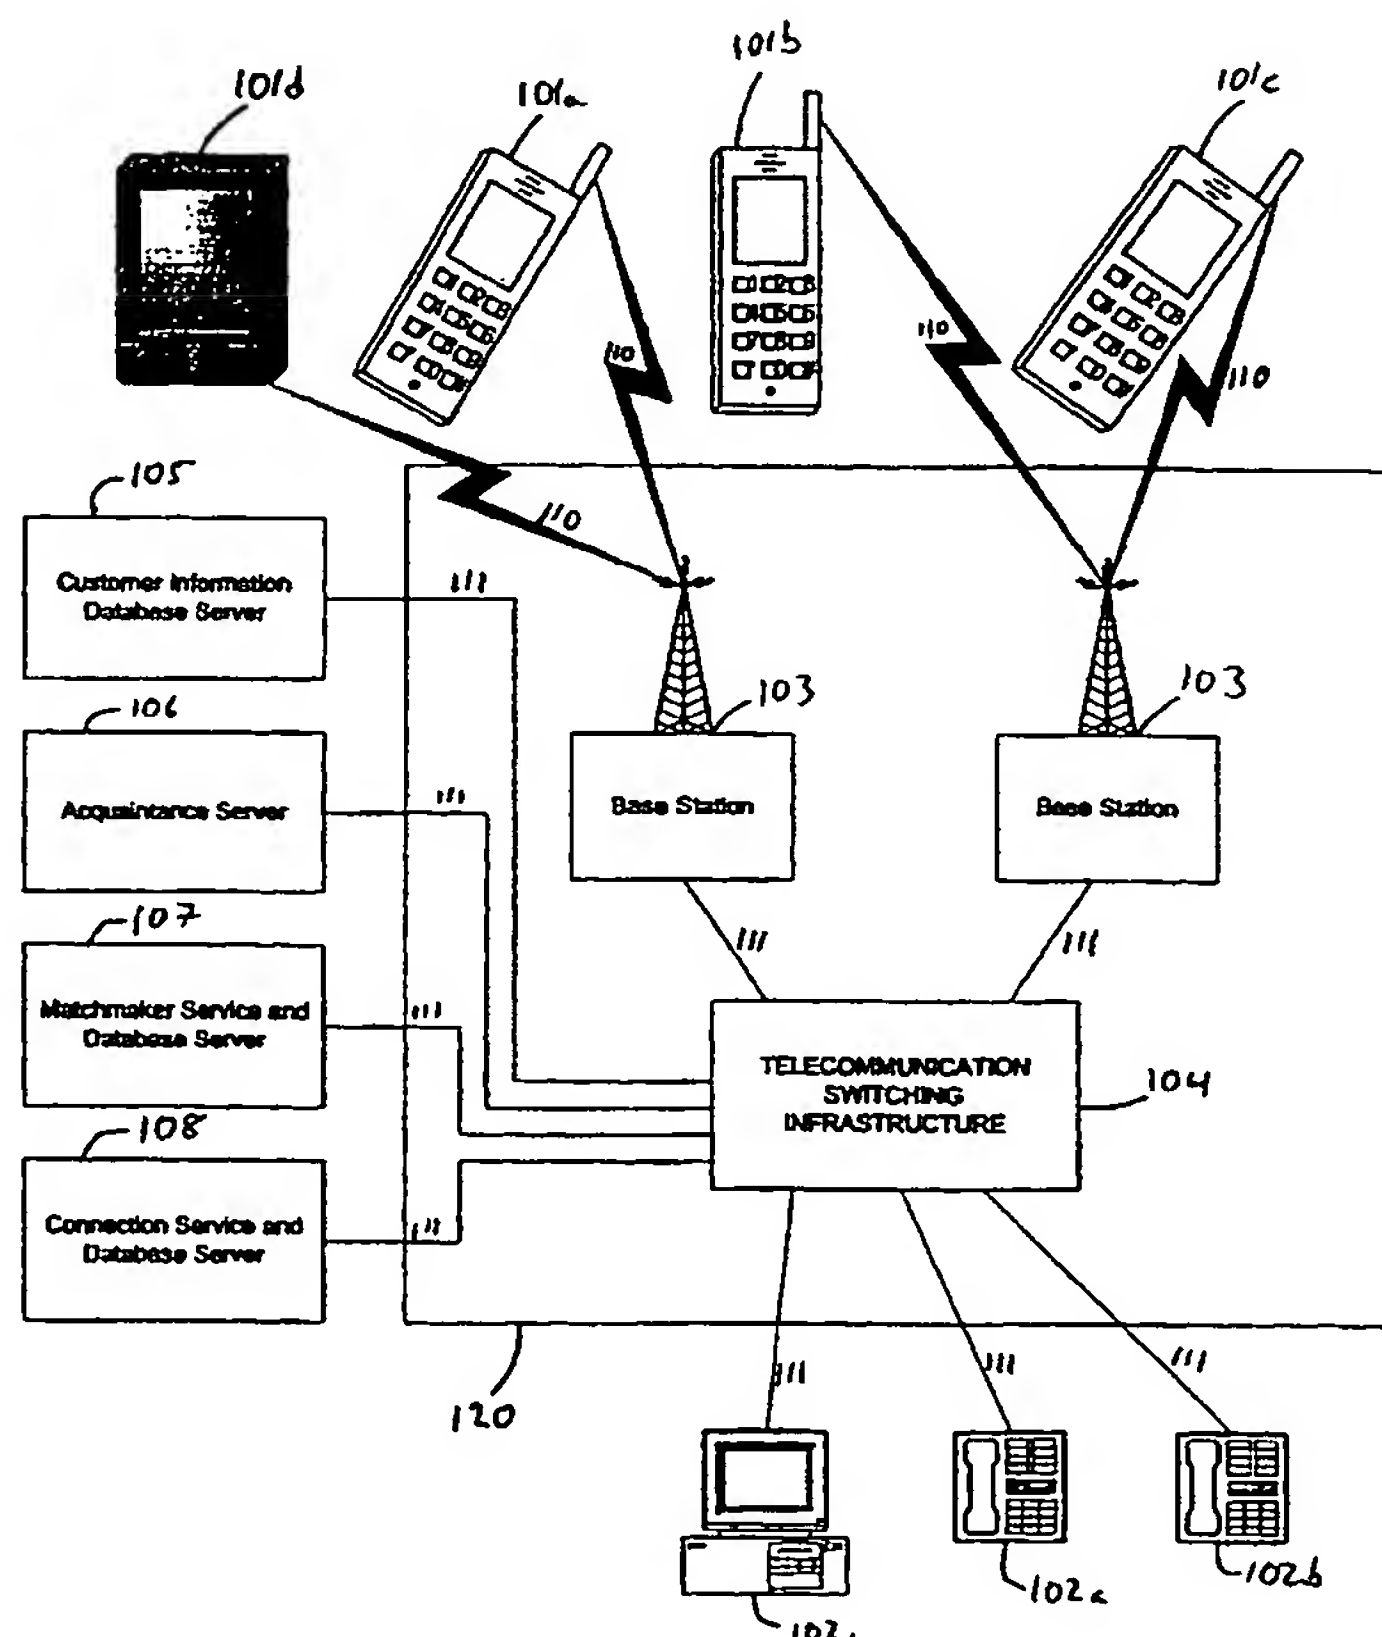 101d
101a
101b
101c
110
110
110
110
105
Customer Information
Database Server
111
106
Acquaintance Server
111
103
Base Station
103
Base Station
107
Matchmaker Service and
Database Server
111
111
111
TELECOMMUNICATION
SWITCHING
INFRASTRUCTURE
104
108
Connection Service and
Database Server
111
120
111
111
111
102a
102b